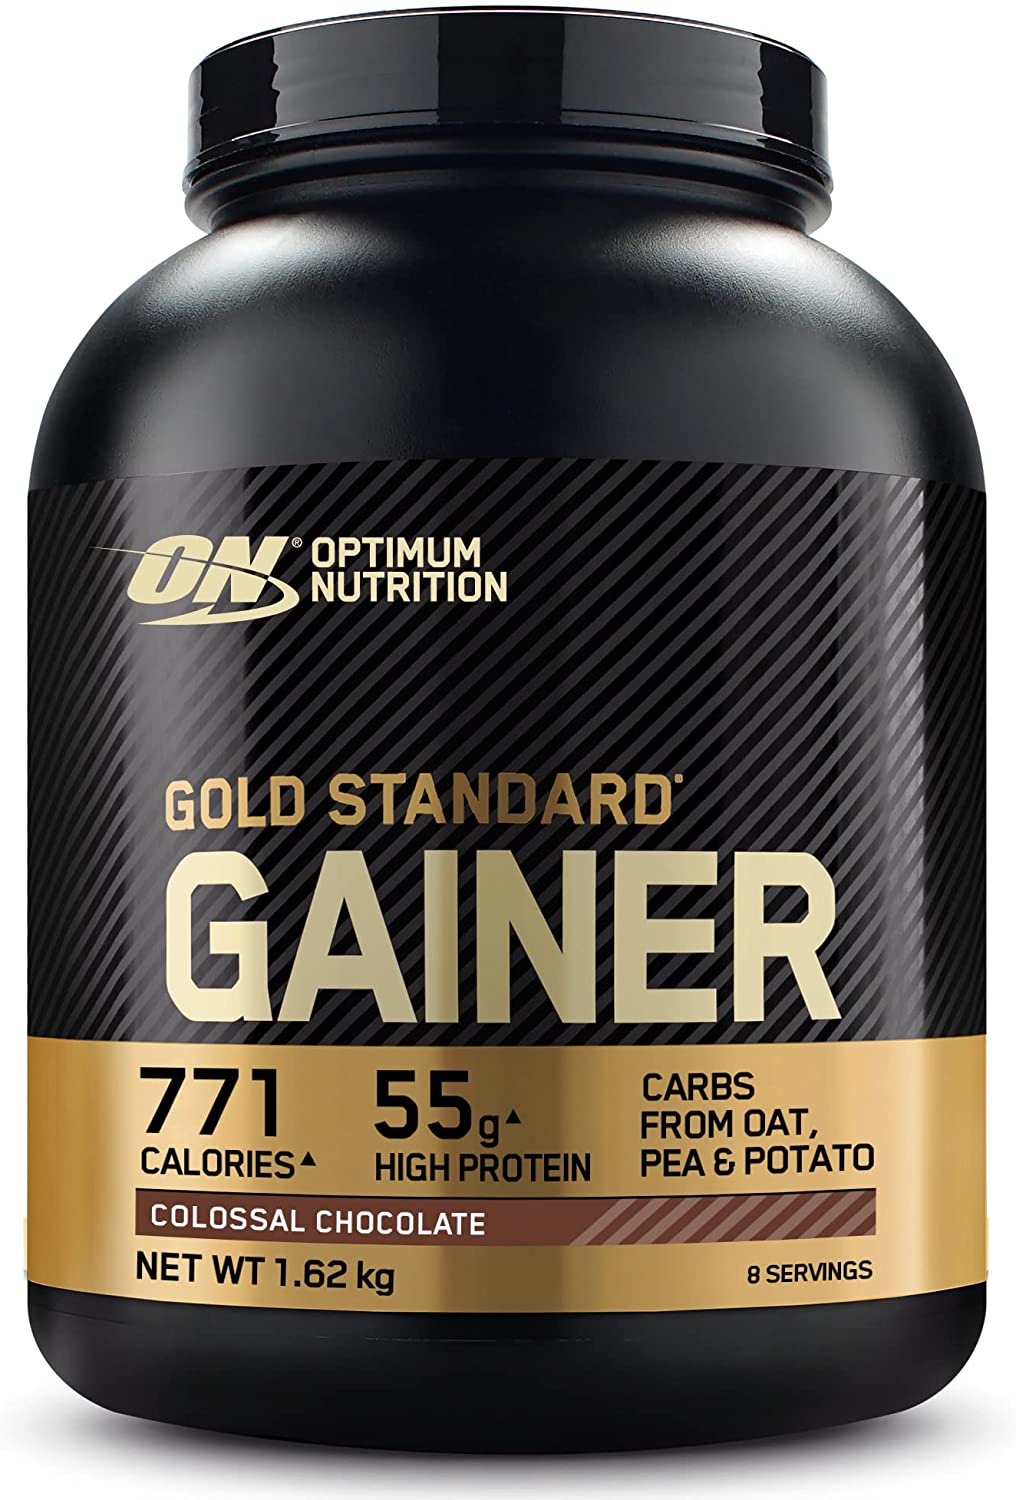 ON® OPTIMUM
NUTRITION
GOLD STANDARD®
GAINER
771
CALORIES▲
55g▲
HIGH PROTEIN
CARBS
FROM OAT,
PEA & POTATO
COLOSSAL CHOCOLATE
NET WT 1.62 kg
8 SERVINGS